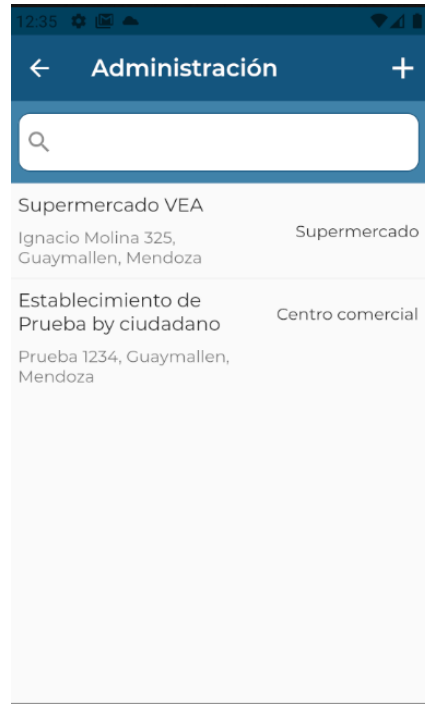 12:35
Administración
Supermercado VEA
Ignacio Molina 325,
Guaymallen, Mendoza
Supermercado
Establecimiento de
Prueba by ciudadano
Centro comercial
Prueba 1234, Guaymallen,
Mendoza